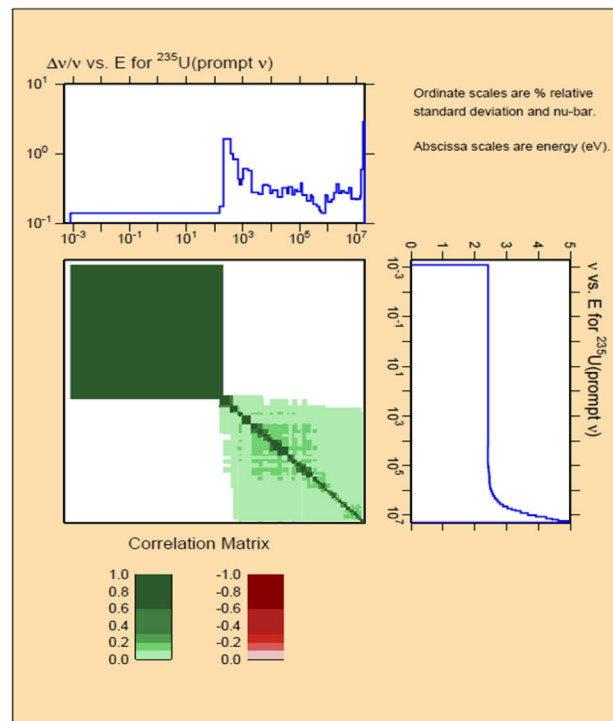 Δν/ν vs. E for ²³⁵U(prompt ν)
Ordinate scales are % relative
standard deviation and nu-bar.
Abscissa scales are energy (eV).
10¹
10⁰
10⁻¹
10⁻³ 10⁻¹ 10¹ 10³ 10⁵ 10⁷
0 1 2 3 4 5
10⁻³
10⁻¹
10¹
10³
10⁵
10⁷
ν vs. E for ²³⁵U(prompt ν)
Correlation Matrix
1.0 -1.0
0.8 -0.8
0.6 -0.6
0.4 -0.4
0.2 -0.2
0.0 0.0